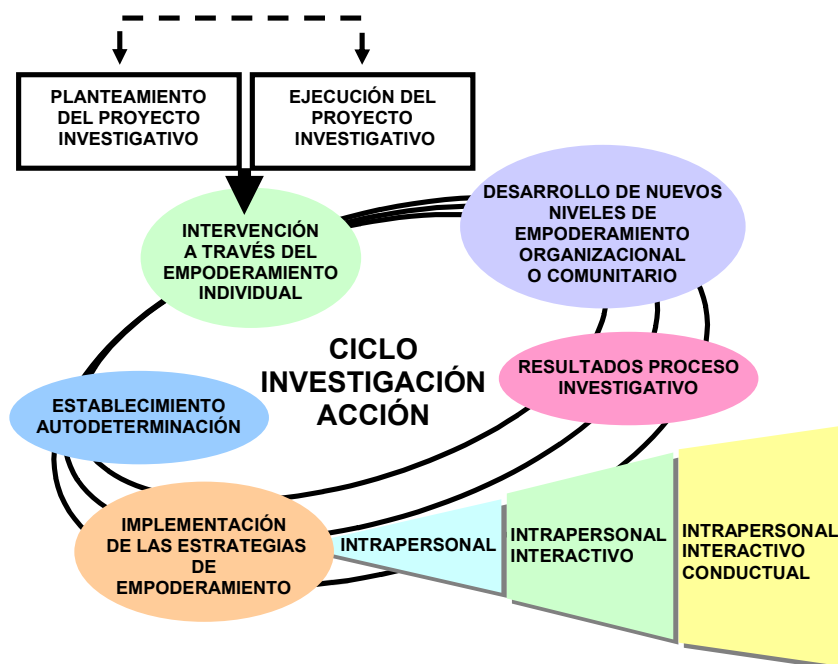 PLANTEAMIENTO
DEL PROYECTO
INVESTIGATIVO
EJECUCIÓN DEL
PROYECTO
INVESTIGATIVO
DESARROLLO DE NUEVOS
NIVELES DE
EMPODERAMIENTO
ORGANIZACIONAL
O COMUNITARIO
INTERVENCIÓN
A TRAVÉS DEL
EMPODERAMIENTO
INDIVIDUAL
CICLO
INVESTIGACIÓN
ACCIÓN
RESULTADOS PROCESO
INVESTIGATIVO
ESTABLECIMIENTO
AUTODETERMINACIÓN
IMPLEMENTACIÓN
DE LAS ESTRATEGIAS
DE
EMPODERAMIENTO
INTRAPERSONAL
INTRAPERSONAL
INTERACTIVO
INTRAPERSONAL
INTERACTIVO
CONDUCTUAL